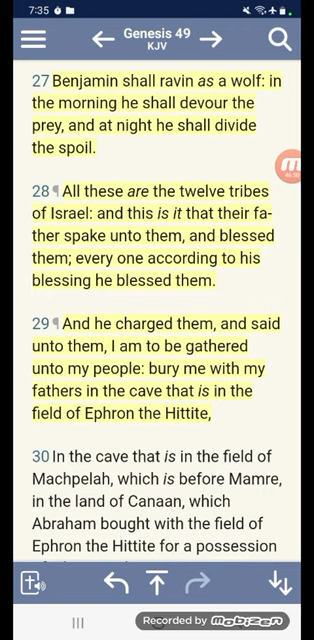 7:35
Genesis 49
KJV
27 Benjamin shall ravin as a wolf: in
the morning he shall devour the
prey, and at night he shall divide
the spoil.
28 ¶ All these are the twelve tribes
of Israel: and this is it that their fa-
ther spake unto them, and blessed
them; every one according to his
blessing he blessed them.
29 ¶ And he charged them, and said
unto them, I am to be gathered
unto my people: bury me with my
fathers in the cave that is in the
field of Ephron the Hittite,
30 In the cave that is in the field of
Machpelah, which is before Mamre,
in the land of Canaan, which
Abraham bought with the field of
Ephron the Hittite for a possession
Recorded by mobizen